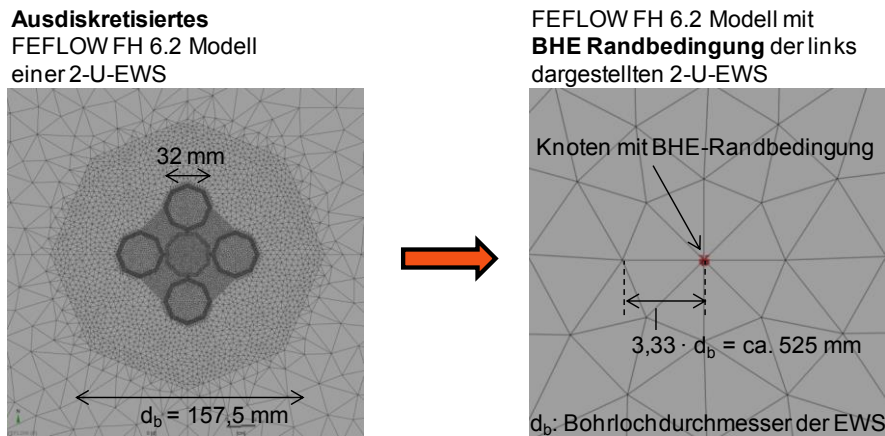 Ausdiskretisiertes
FEFLOW FH 6.2 Modell
einer 2-U-EWS
32 mm
d_b = 157,5 mm
FEFLOW FH 6.2 Modell mit
BHE Randbedingung der links
dargestellten 2-U-EWS
Knoten mit BHE-Randbedingung
3,33 · d_b = ca. 525 mm
d_b: Bohrlochdurchmesser der EWS